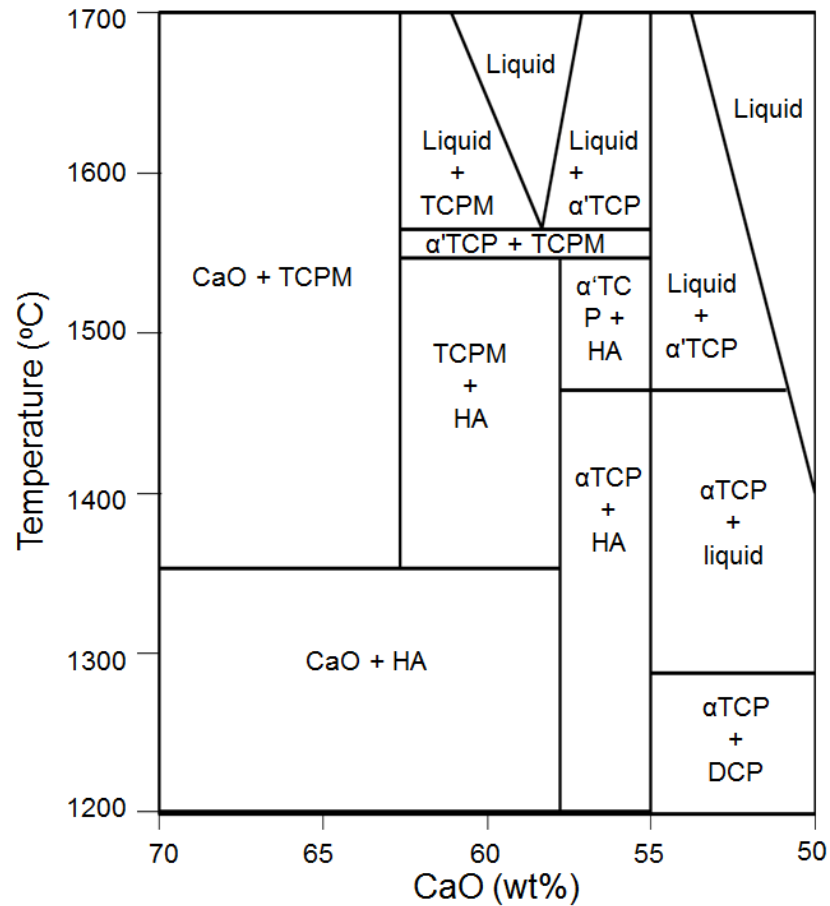 1700
1600
1500
1400
1300
1200
Temperature (ºC)
Liquid
Liquid
Liquid
+
TCPM
Liquid
+
α'TCP
α'TCP + TCPM
CaO + TCPM
α‘TC
P +
HA
Liquid
+
α'TCP
TCPM
+
HA
αTCP
+
HA
αTCP
+
liquid
CaO + HA
αTCP
+
DCP
70
65
60
55
50
CaO (wt%)